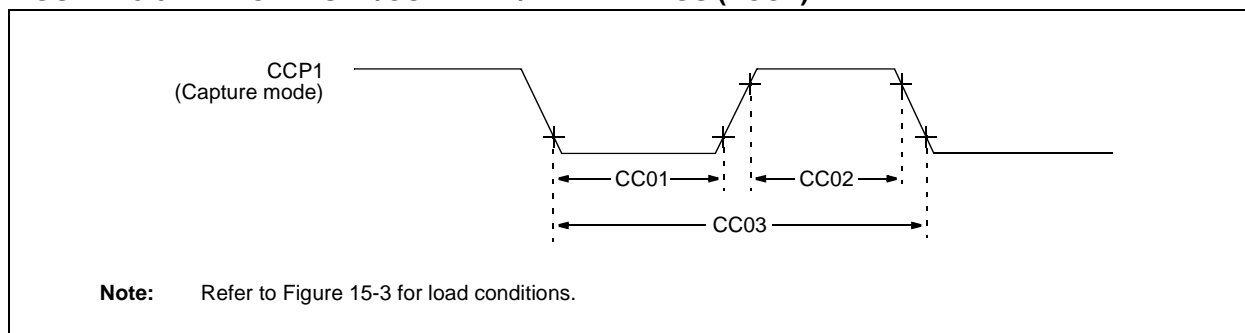 CCP1
(Capture mode)
CC01
CC02
CC03
Note: Refer to Figure 15-3 for load conditions.